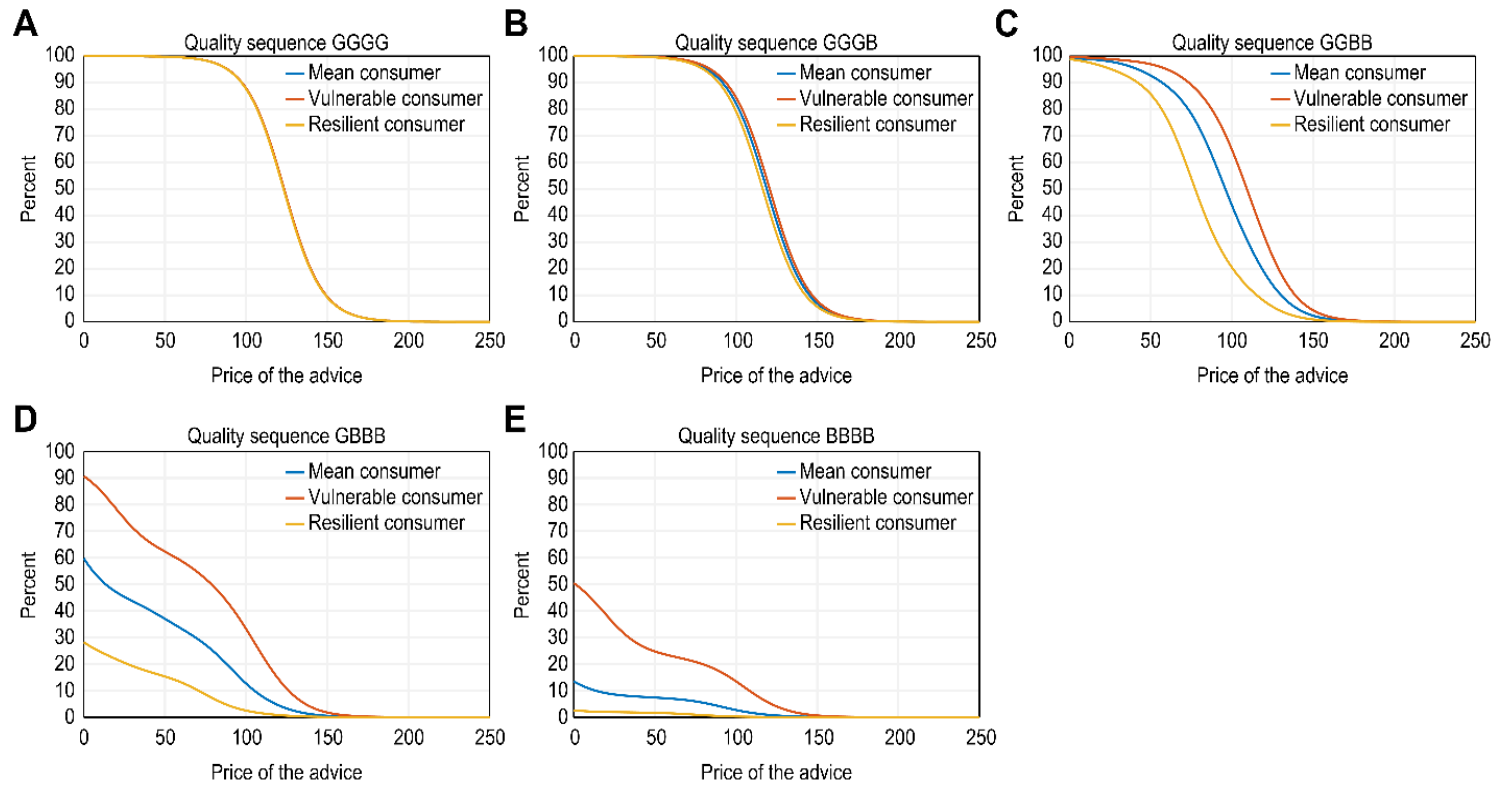 A
Quality sequence GGGG
Mean consumer
Vulnerable consumer
Resilient consumer
Percent
100
90
80
70
60
50
40
30
20
10
0
0 50 100 150 200 250
Price of the advice
B
Quality sequence GGGB
Mean consumer
Vulnerable consumer
Resilient consumer
Percent
100
90
80
70
60
50
40
30
20
10
0
0 50 100 150 200 250
Price of the advice
C
Quality sequence GGBB
Mean consumer
Vulnerable consumer
Resilient consumer
Percent
100
90
80
70
60
50
40
30
20
10
0
0 50 100 150 200 250
Price of the advice
D
Quality sequence GBBB
Mean consumer
Vulnerable consumer
Resilient consumer
Percent
100
90
80
70
60
50
40
30
20
10
0
0 50 100 150 200 250
Price of the advice
E
Quality sequence BBBB
Mean consumer
Vulnerable consumer
Resilient consumer
Percent
100
90
80
70
60
50
40
30
20
10
0
0 50 100 150 200 250
Price of the advice